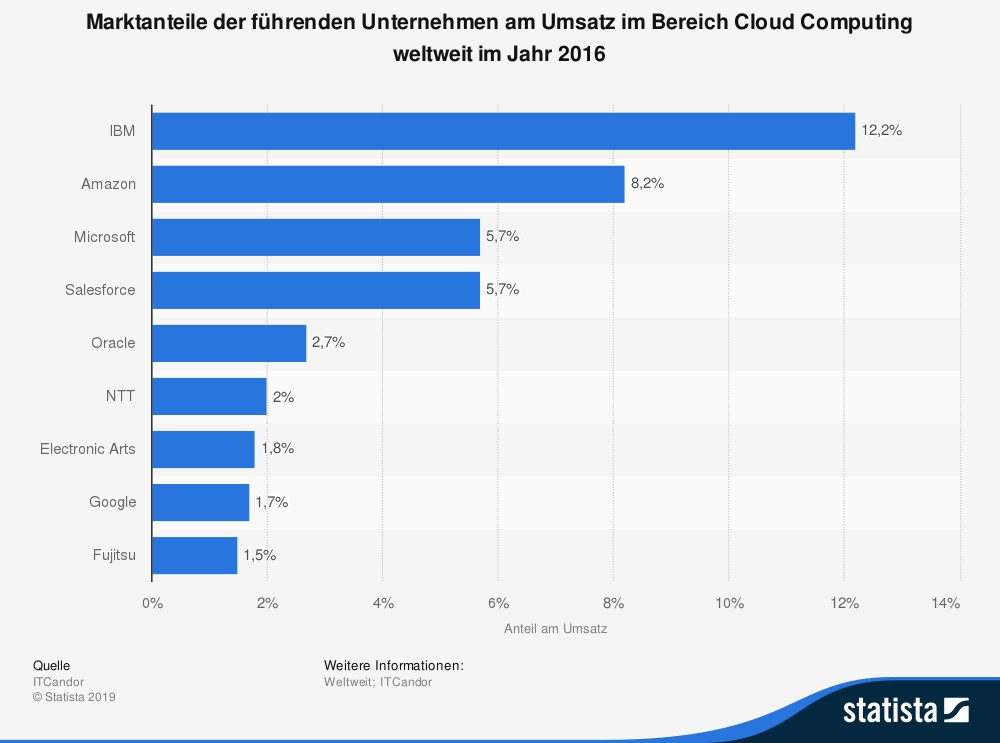 Marktanteile der führenden Unternehmen am Umsatz im Bereich Cloud Computing
weltweit im Jahr 2016
IBM
12,2%
Amazon
8,2%
Microsoft
5,7%
Salesforce
5,7%
Oracle
2,7%
NTT
2%
Electronic Arts
1,8%
Google
1,7%
Fujitsu
1,5%
0%
2%
4%
6%
8%
10%
12%
14%
Anteil am Umsatz
Quelle
ITCandor
© Statista 2019
Weitere Informationen:
Weltweit; ITCandor
statista